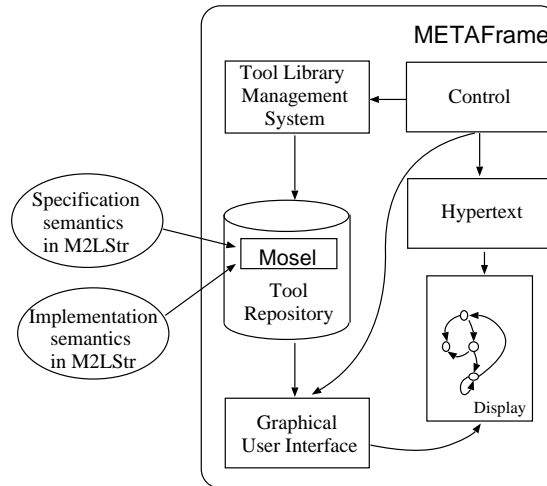 METAFrame
Tool Library
Management
System
Control
Specification
semantics
in M2LStr
Hypertext
Mosel
Tool
Repository
Implementation
semantics
in M2LStr
Display
Graphical
User Interface